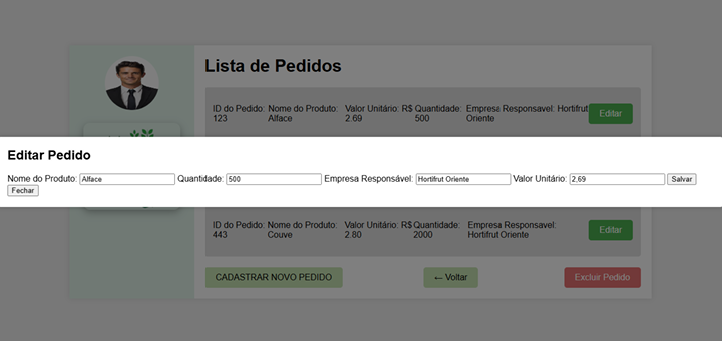 Lista de Pedidos
ID do Pedido: Nome do Produto: Valor Unitário: R$ Quantidade: Empresa Responsavel: Hortifrut
123 Alface 2.69 500 Oriente
Editar
Editar Pedido
Nome do Produto: Alface Quantidade: 500 Empresa Responsável: Hortifrut Oriente Valor Unitário: 2,69 Salvar
Fechar
ID do Pedido: Nome do Produto: Valor Unitário: R$ Quantidade: Empresa Responsavel:
443 Couve 2.80 2000 Hortifrut Oriente
Editar
CADASTRAR NOVO PEDIDO ← Voltar Excluir Pedido